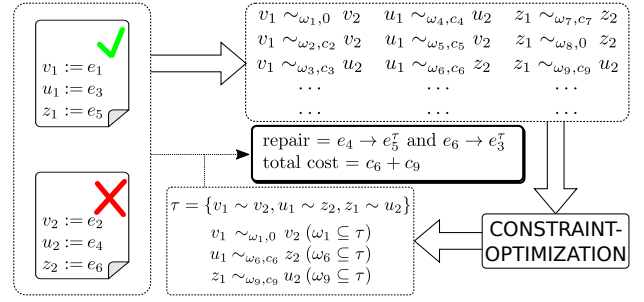 v₁ := e₁
u₁ := e₃
z₁ := e₅
v₂ := e₂
u₂ := e₄
z₂ := e₆
v₁ ∼_{ω₁,0} v₂ u₁ ∼_{ω₄,c₄} u₂ z₁ ∼_{ω₇,c₇} z₂
v₁ ∼_{ω₂,c₂} v₂ u₁ ∼_{ω₅,c₅} v₂ z₁ ∼_{ω₈,0} z₂
v₁ ∼_{ω₃,c₃} u₂ u₁ ∼_{ω₆,c₆} z₂ z₁ ∼_{ω₉,c₉} u₂
... ... ...
... ... ...
repair = e₄ → e₅^τ and e₆ → e₃^τ
total cost = c₆ + c₉
τ = {v₁ ∼ v₂, u₁ ∼ z₂, z₁ ∼ u₂}
v₁ ∼_{ω₁,0} v₂ (ω₁ ⊆ τ)
u₁ ∼_{ω₆,c₆} z₂ (ω₆ ⊆ τ)
z₁ ∼_{ω₉,c₉} u₂ (ω₉ ⊆ τ)
CONSTRAINT-
OPTIMIZATION